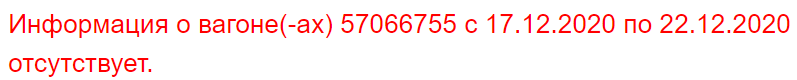 Информация о вагоне(-ах) 57066755 с 17.12.2020 по 22.12.2020
отсутствует.